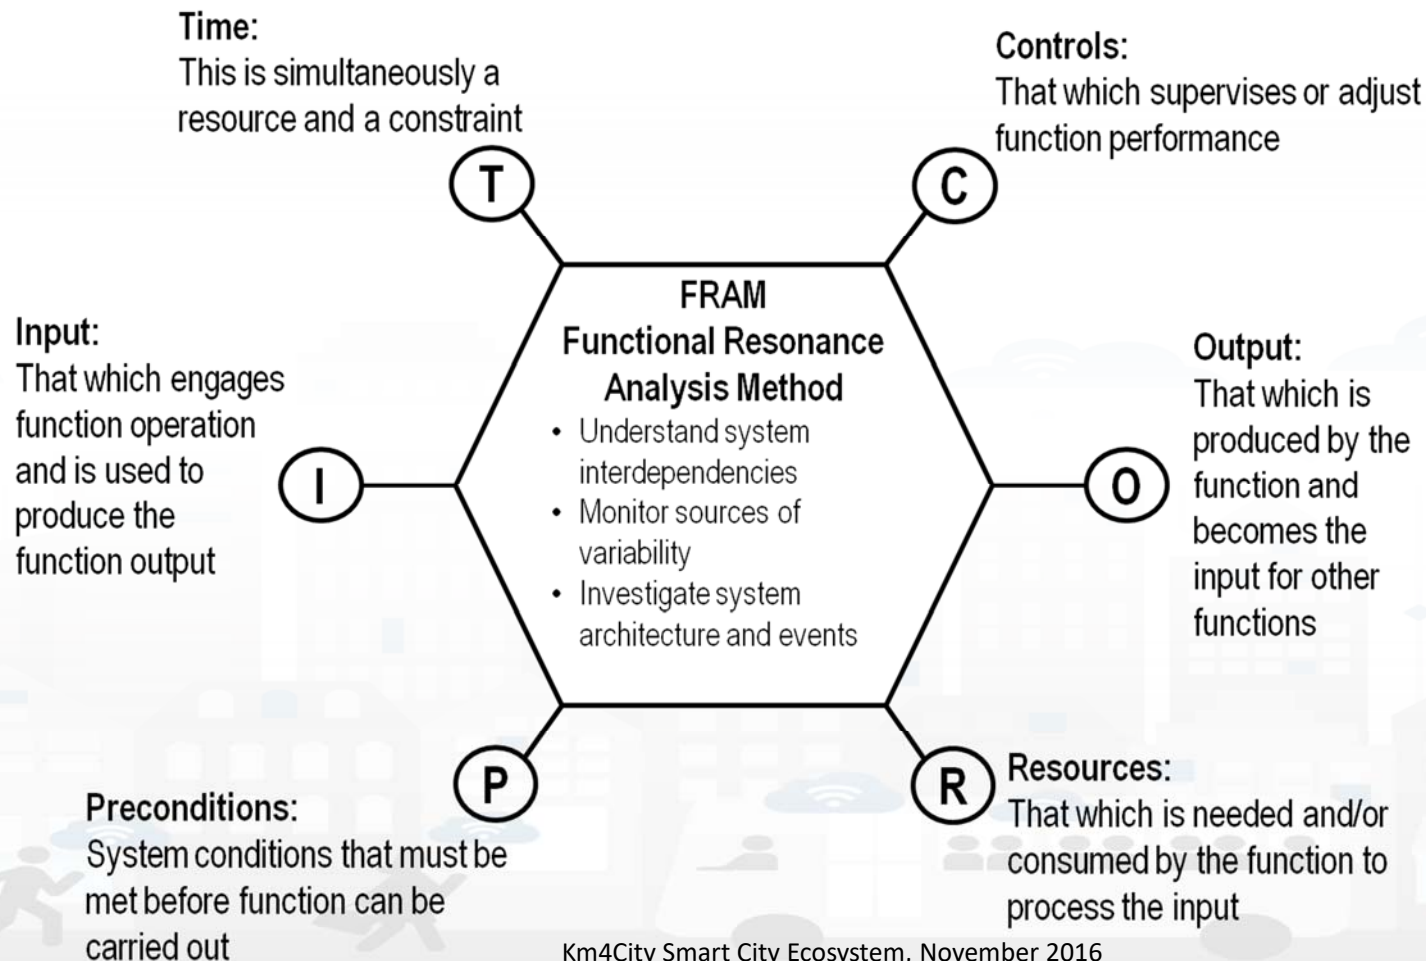 Time:
This is simultaneously a
resource and a constraint
Controls:
That which supervises or adjust
function performance
T
C
FRAM
Functional Resonance
Analysis Method
• Understand system
interdependencies
• Monitor sources of
variability
• Investigate system
architecture and events
Input:
That which engages
function operation
and is used to
produce the
function output
I
O
Output:
That which is
produced by the
function and
becomes the
input for other
functions
P
R
Preconditions:
System conditions that must be
met before function can be
carried out
Resources:
That which is needed and/or
consumed by the function to
process the input
Km4City Smart City Ecosystem, November 2016